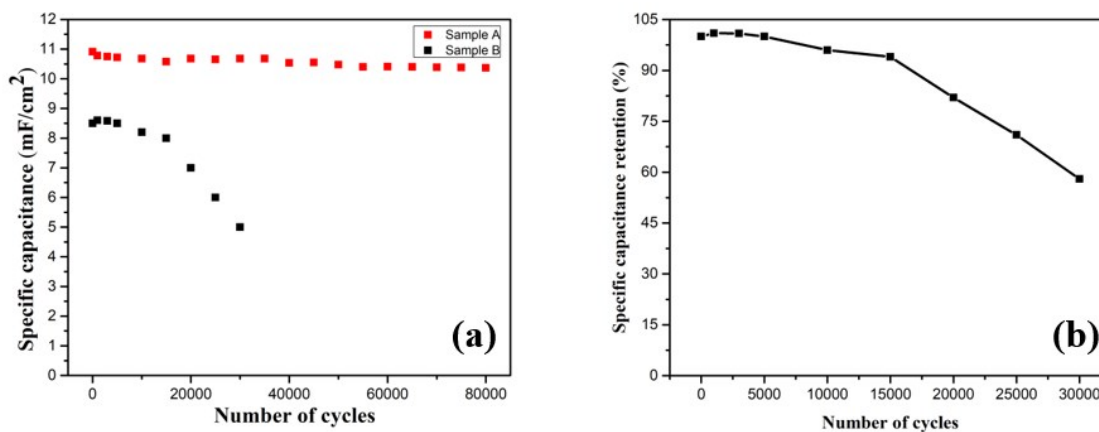 12
11
10
9
8
7
6
5
4
3
2
1
0
Specific capacitance (mF/cm²)
Sample A
Sample B
(a)
0 20000 40000 60000 80000
Number of cycles
105
90
75
60
45
30
15
0
Specific capacitance retention (%)
(b)
0 5000 10000 15000 20000 25000 30000
Number of cycles